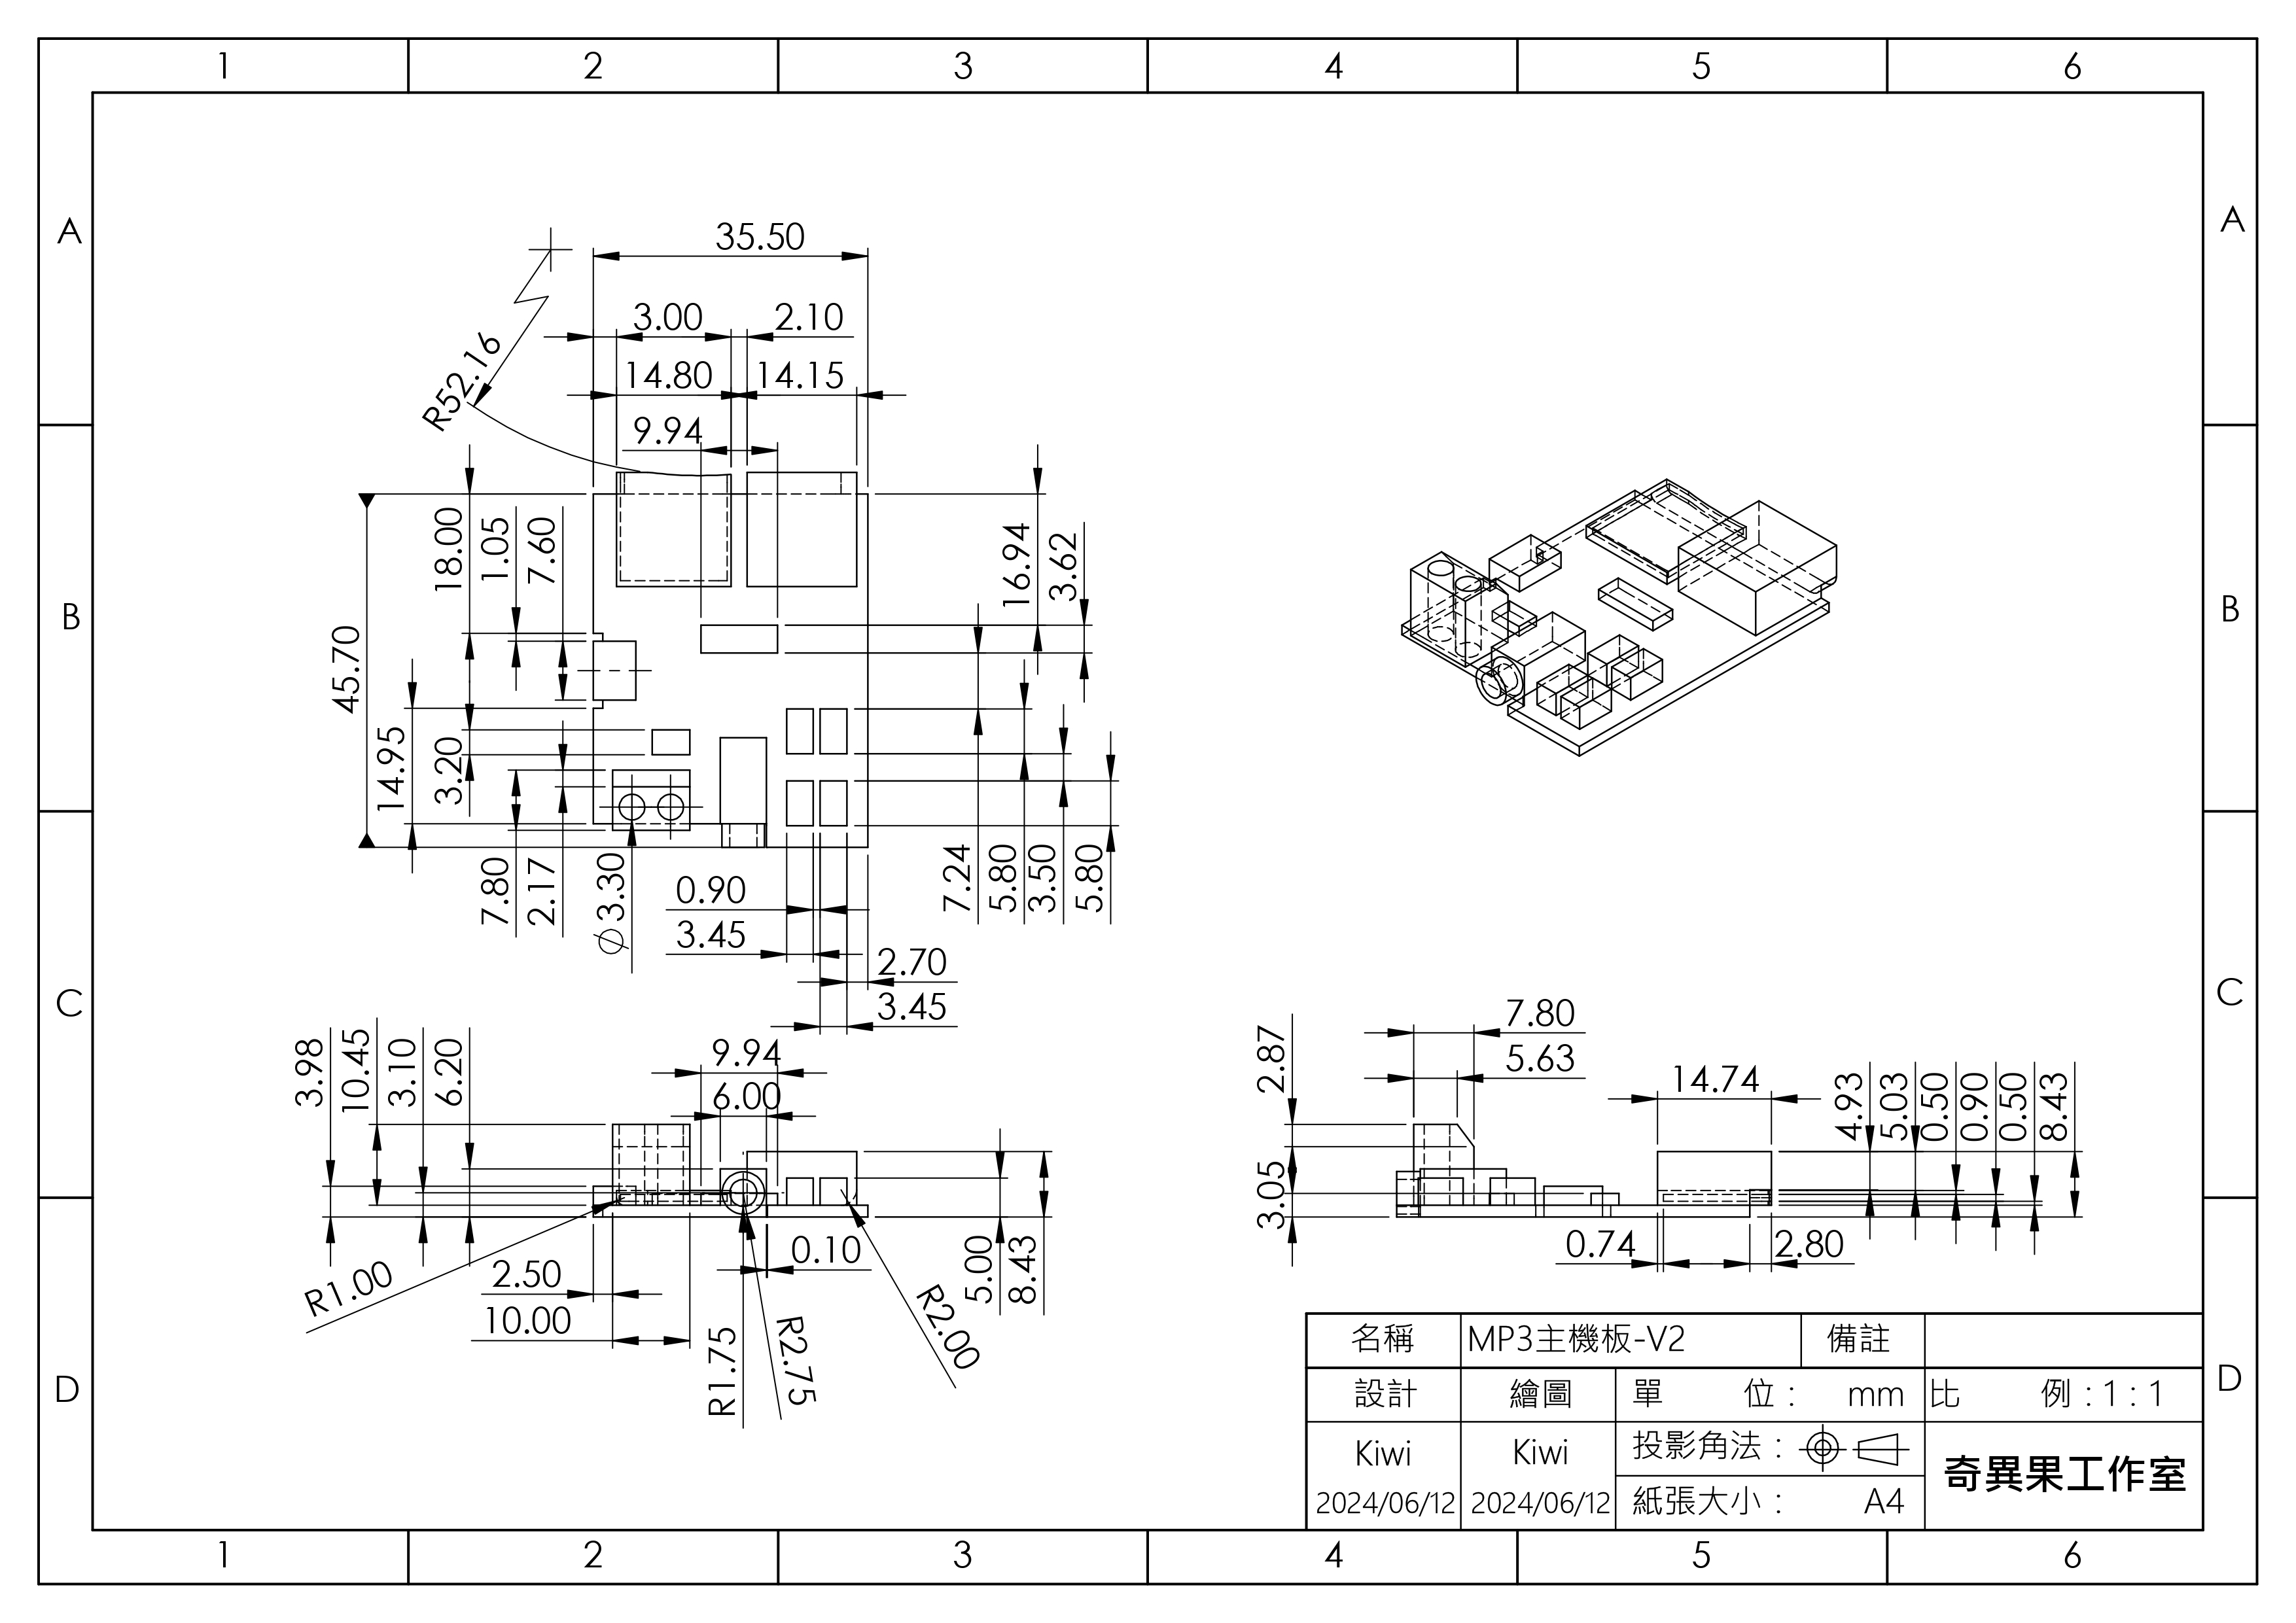 1 2 3 4 5 6
A A
35.50
3.00 2.10
R52.16
14.80 14.15
9.94
B B
18.00 1.05 7.60 16.94 3.62
45.70
14.95 3.20
7.80 2.17 ⌀3.30 7.24 5.80 3.50 5.80
0.90
3.45
2.70
3.45
C C
3.98 10.45 3.10 6.20
9.94
6.00
R1.00
2.50
10.00
R1.75 R2.75
0.10
R2.00
5.00 8.43
2.87 3.05
7.80
5.63
14.74
4.93 5.03 0.50 0.90 0.50 8.43
0.74 2.80
D D
名稱 MP3主機板-V2 備註
設計 繪圖 單 位 : mm 比 例 : 1 : 1
Kiwi Kiwi 投影角法 :
2024/06/12 2024/06/12 紙張大小 : A4
奇異果工作室
1 2 3 4 5 6